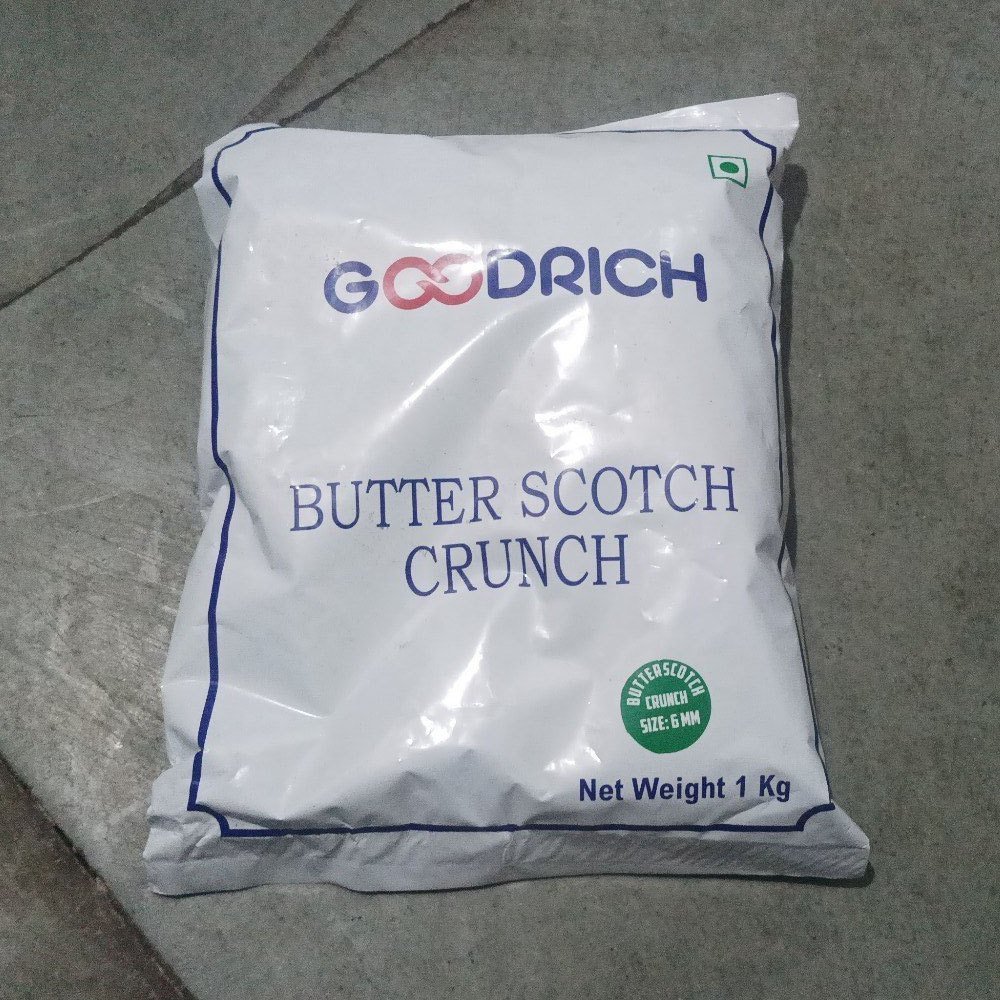 GOODRICH
BUTTER SCOTCH
CRUNCH
BUTTERSCOTCH
CRUNCH
SIZE: 6 MM
Net Weight 1 Kg